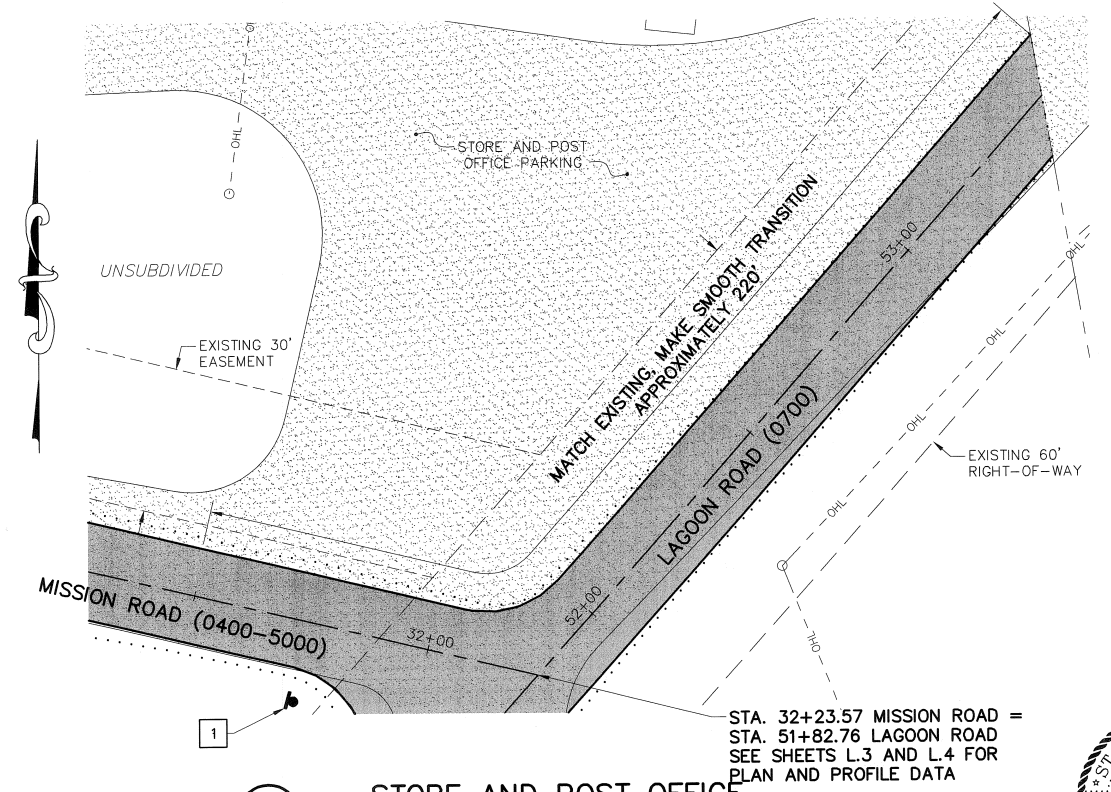 OHL
STORE AND POST
OFFICE PARKING
UNSUBDIVIDED
EXISTING 30'
EASEMENT
MATCH EXISTING, MAKE SMOOTH TRANSITION
APPROXIMATELY 220'
53+00
OHL
OHL
OHL
OHL
EXISTING 60'
RIGHT-OF-WAY
LAGOON ROAD (0700)
52+00
MISSION ROAD (0400-5000)
32+00
OHL
1
STA. 32+23.57 MISSION ROAD =
STA. 51+82.76 LAGOON ROAD
SEE SHEETS L.3 AND L.4 FOR
PLAN AND PROFILE DATA
STORE AND POST OFFICE